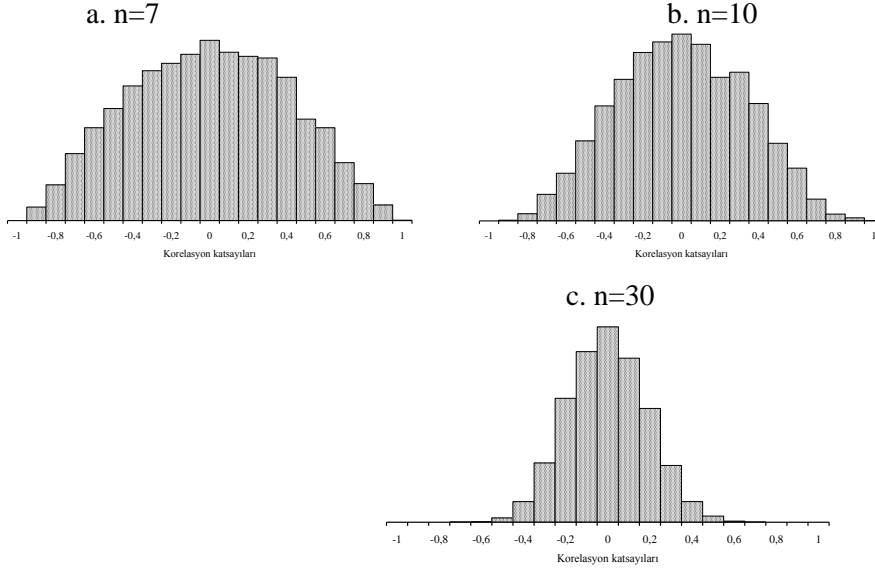 a. n=7
-1 -0,8 -0,6 -0,4 -0,2 0 0,2 0,4 0,6 0,8 1
Korelasyon katsayıları
b. n=10
-1 -0,8 -0,6 -0,4 -0,2 0 0,2 0,4 0,6 0,8 1
Korelasyon katsayıları
c. n=30
-1 -0,8 -0,6 -0,4 -0,2 0 0,2 0,4 0,6 0,8 1
Korelasyon katsayıları